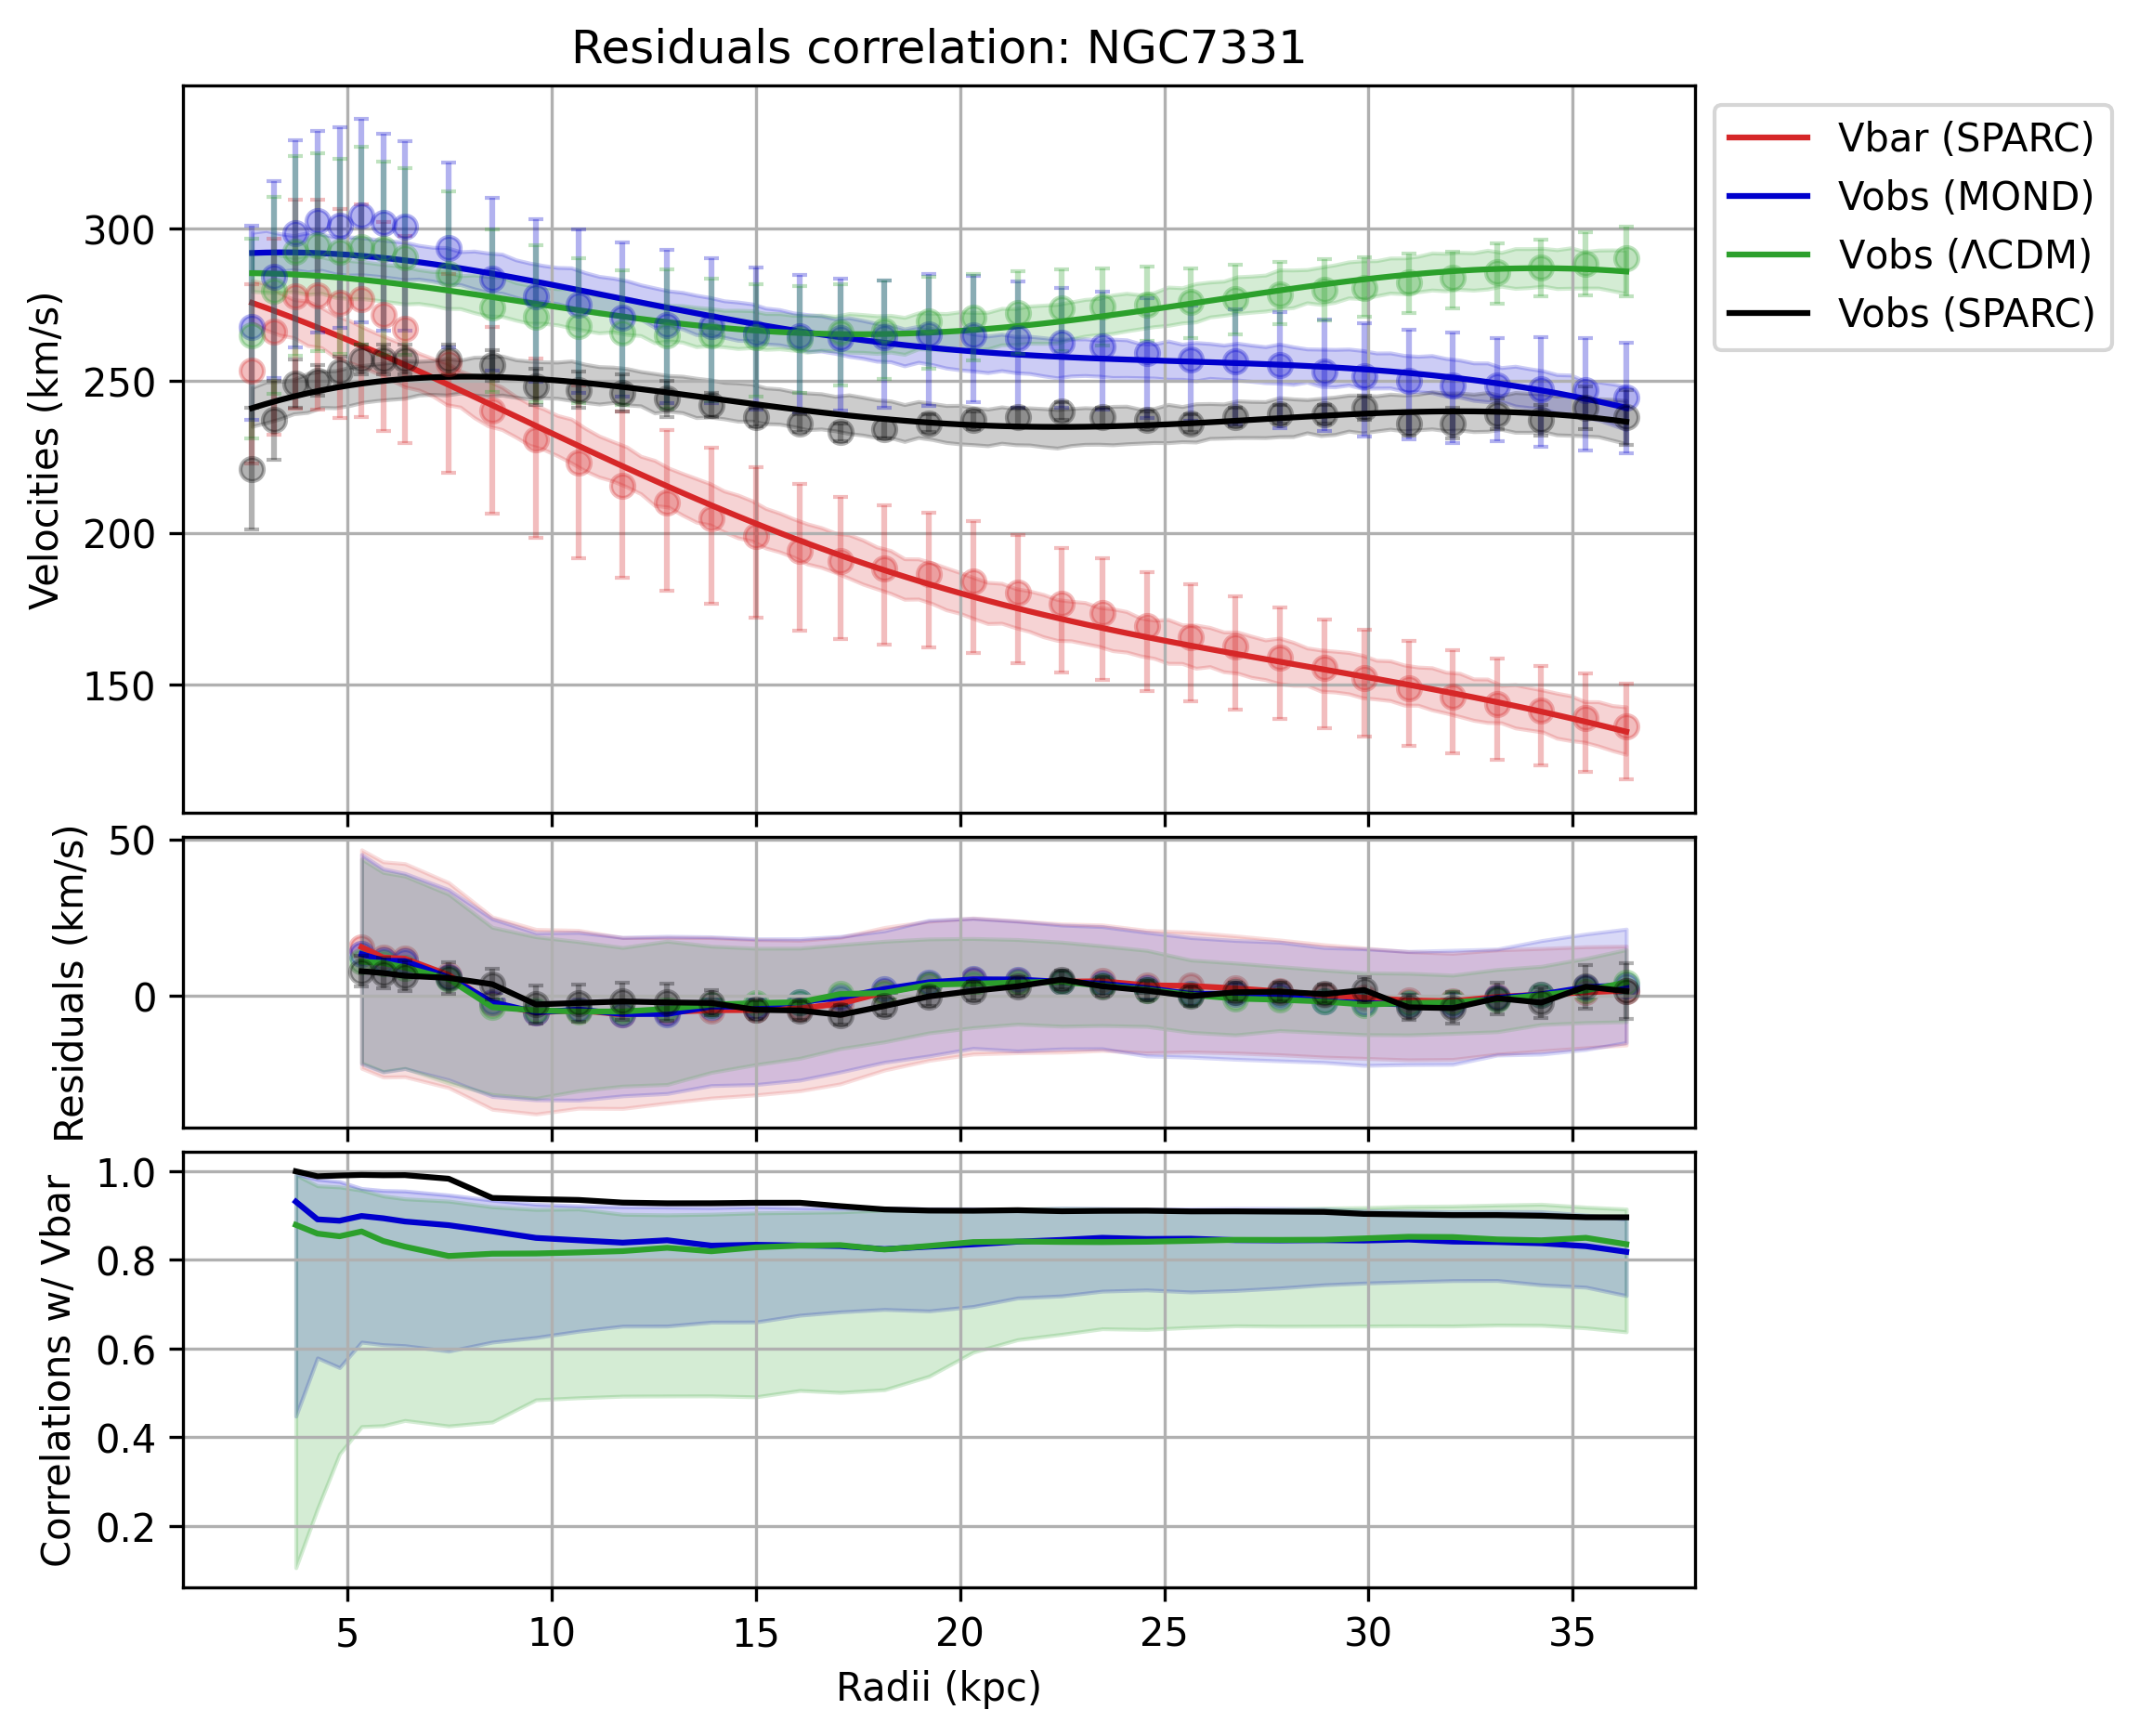 Residuals correlation: NGC7331
Vbar (SPARC)
Vobs (MOND)
Vobs (ΛCDM)
Vobs (SPARC)
Velocities (km/s)
300
250
200
150
Residuals (km/s)
50
0
Correlations w/ Vbar
1.0
0.8
0.6
0.4
0.2
5 10 15 20 25 30 35
Radii (kpc)